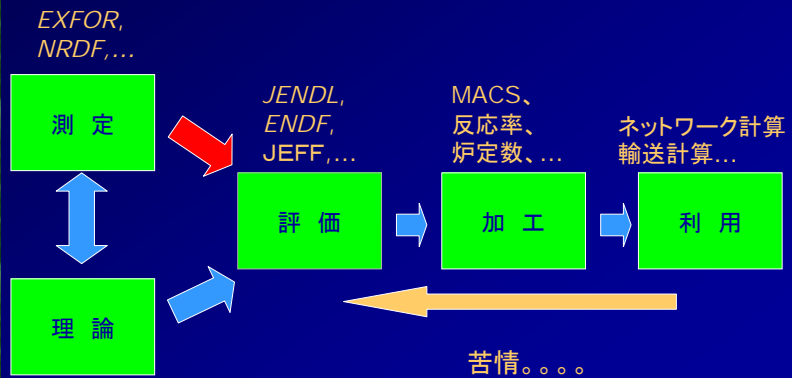 EXFOR,
NRDF,...
測 定
JENDL,
ENDF,
JEFF,...
MACS、
反応率、
炉定数、...
ネットワーク計算
輸送計算...
評 価
加 工
利 用
理 論
苦情。。。。